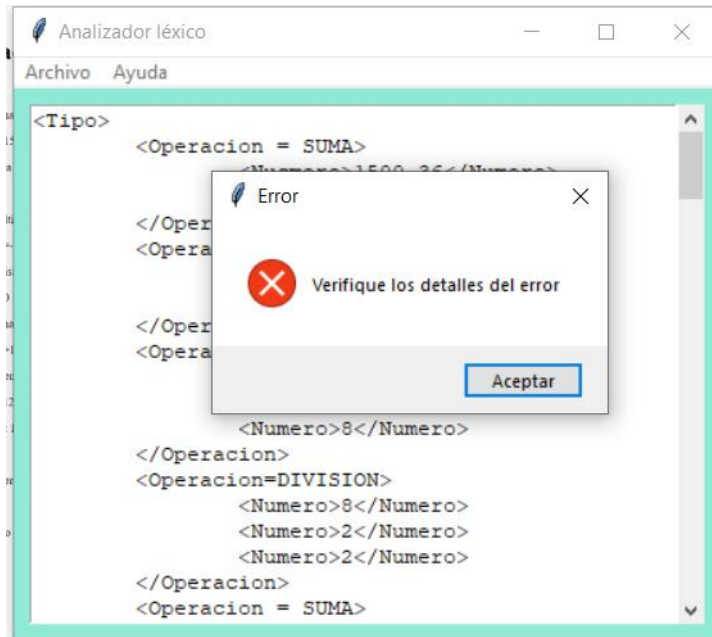 Analizador léxico
Archivo Ayuda
<Tipo>
<Operacion = SUMA>
Error
</Oper
<Opera
Verifique los detalles del error
</Oper
<Opera
Aceptar
<Numero>8</Numero>
</Operacion>
<Operacion=DIVISION>
<Numero>8</Numero>
<Numero>2</Numero>
<Numero>2</Numero>
</Operacion>
<Operacion = SUMA>